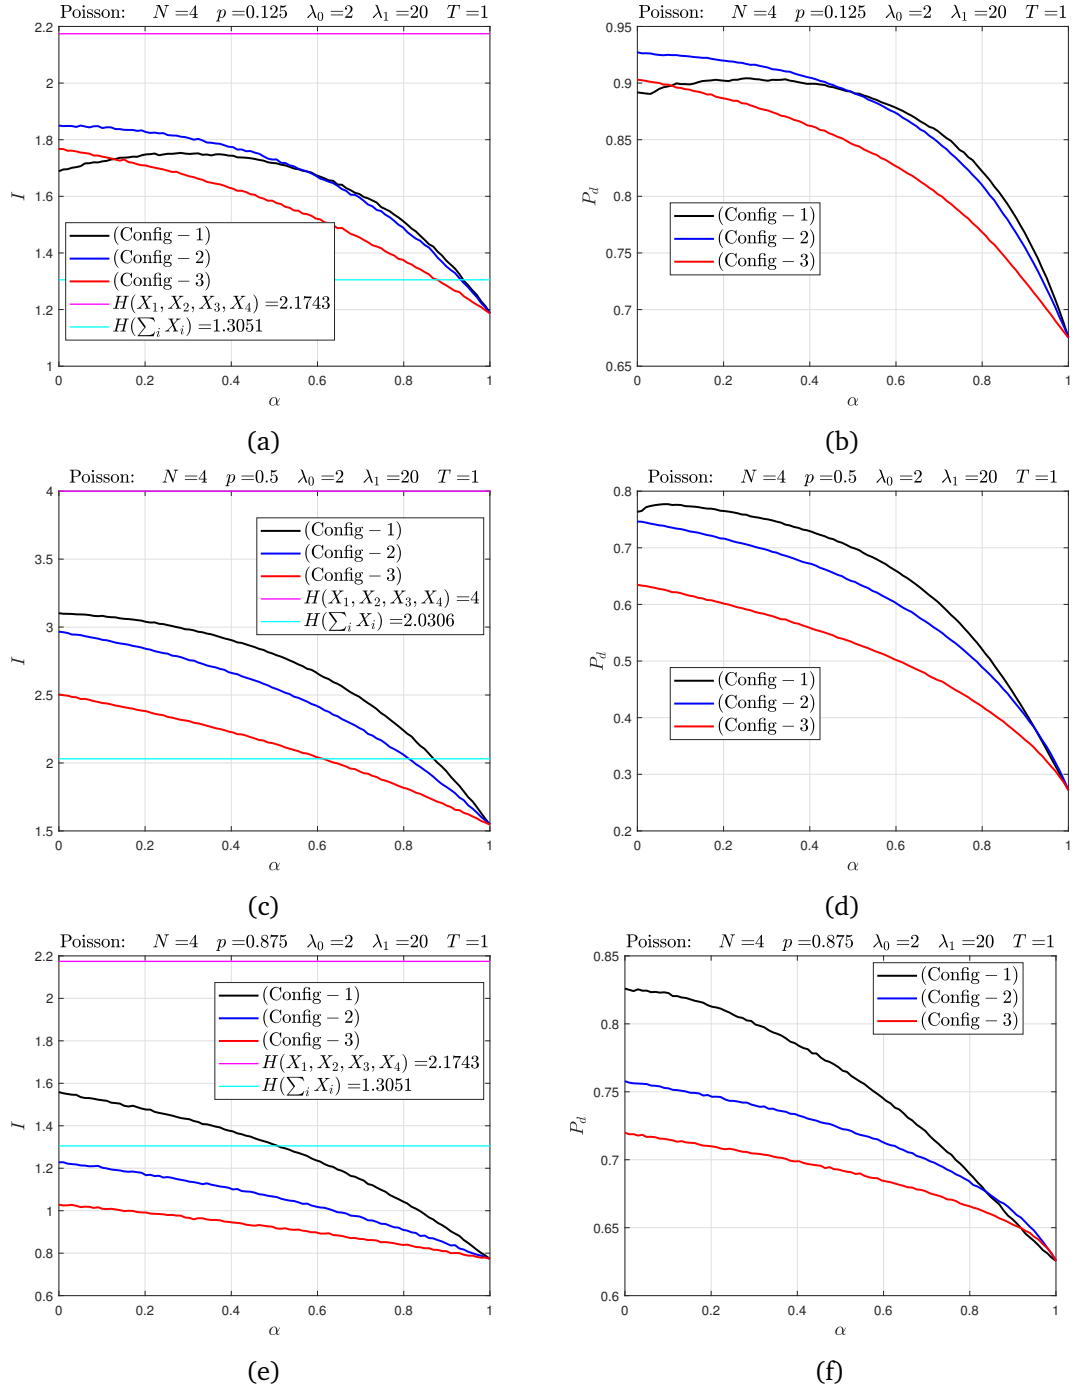 Poisson: N =4 p =0.125 λ₀ =2 λ₁ =20 T =1
2.2
2
1.8
1.6
1.4
1.2
1
I
(Config − 1)
(Config − 2)
(Config − 3)
H(X₁, X₂, X₃, X₄) =2.1743
H(∑ᵢ Xᵢ) =1.3051
0 0.2 0.4 0.6 0.8 1
α
(a)
Poisson: N =4 p =0.125 λ₀ =2 λ₁ =20 T =1
0.95
0.9
0.85
0.8
0.75
0.7
0.65
P_d
(Config − 1)
(Config − 2)
(Config − 3)
0 0.2 0.4 0.6 0.8 1
α
(b)
Poisson: N =4 p =0.5 λ₀ =2 λ₁ =20 T =1
4
3.5
3
2.5
2
1.5
I
(Config − 1)
(Config − 2)
(Config − 3)
H(X₁, X₂, X₃, X₄) =4
H(∑ᵢ Xᵢ) =2.0306
0 0.2 0.4 0.6 0.8 1
α
(c)
Poisson: N =4 p =0.5 λ₀ =2 λ₁ =20 T =1
0.8
0.7
0.6
0.5
0.4
0.3
0.2
P_d
(Config − 1)
(Config − 2)
(Config − 3)
0 0.2 0.4 0.6 0.8 1
α
(d)
Poisson: N =4 p =0.875 λ₀ =2 λ₁ =20 T =1
2.2
2
1.8
1.6
1.4
1.2
1
0.8
0.6
I
(Config − 1)
(Config − 2)
(Config − 3)
H(X₁, X₂, X₃, X₄) =2.1743
H(∑ᵢ Xᵢ) =1.3051
0 0.2 0.4 0.6 0.8 1
α
(e)
Poisson: N =4 p =0.875 λ₀ =2 λ₁ =20 T =1
0.85
0.8
0.75
0.7
0.65
0.6
P_d
(Config − 1)
(Config − 2)
(Config − 3)
0 0.2 0.4 0.6 0.8 1
α
(f)